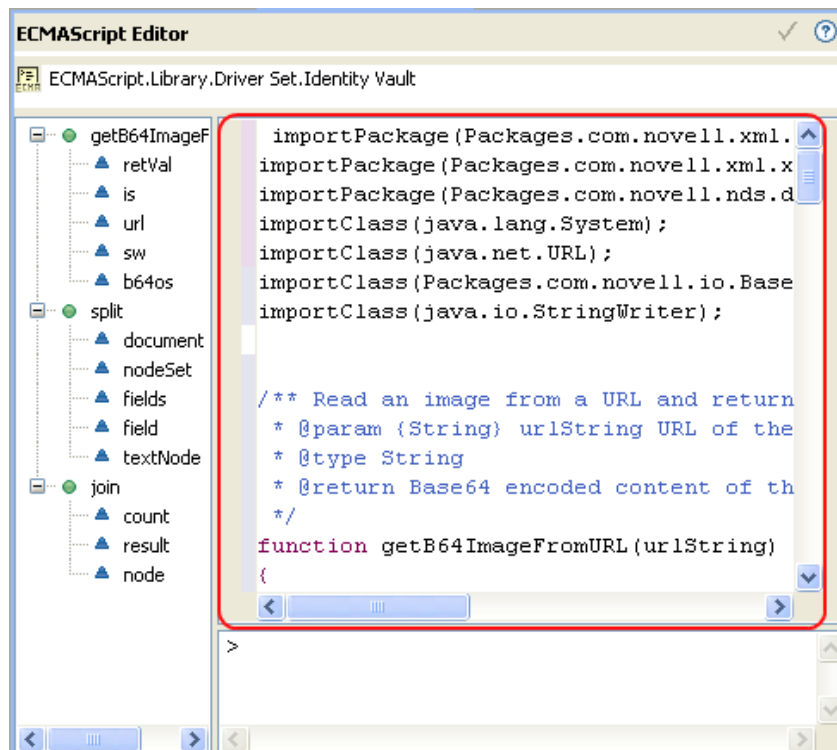 ECMAScript Editor
ECMAScript.Library.Driver Set.Identity Vault
getB64ImageF
retVal
is
url
sw
b64os
split
document
nodeSet
fields
field
textNode
join
count
result
node
importPackage(Packages.com.novell.xml.
importPackage(Packages.com.novell.xml.x
importPackage(Packages.com.novell.nds.d
importClass(java.lang.System);
importClass(java.net.URL);
importClass(Packages.com.novell.io.Base
importClass(java.io.StringWriter);
/** Read an image from a URL and return
* @param {String} urlString URL of the
* @type String
* @return Base64 encoded content of th
*/
function getB64ImageFromURL(urlString)
{
>